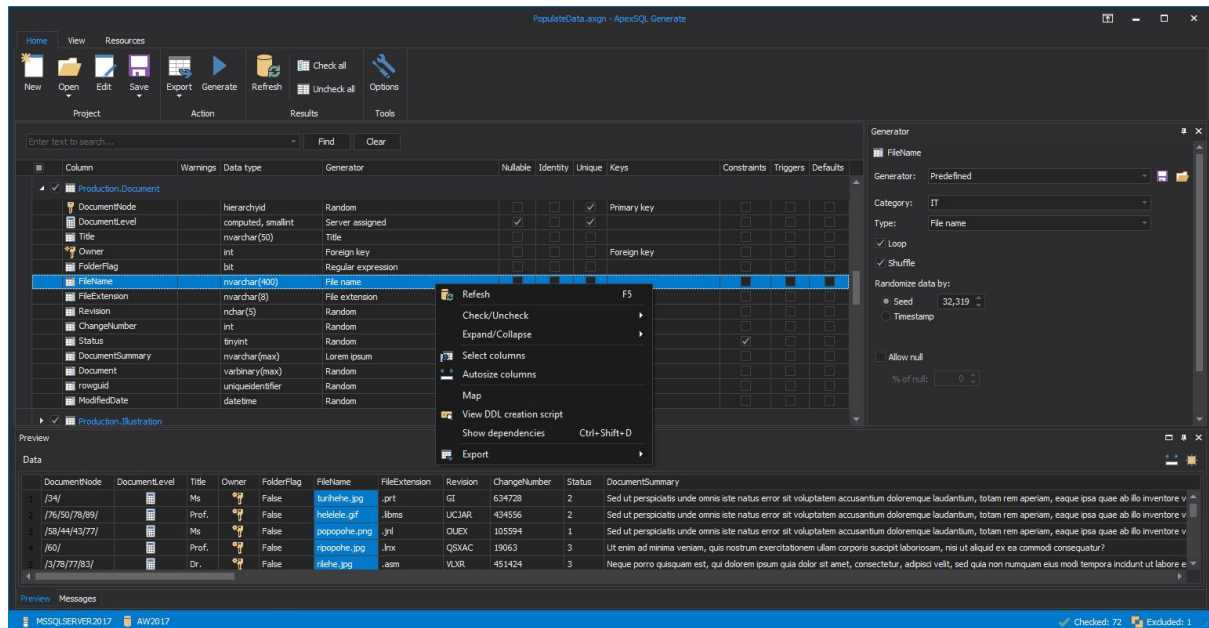 PopulateData.axgn - ApexSQL Generate
Home View Resources
New Open Edit Save Export Generate Refresh Check all Uncheck all Options
Project Action Results Tools
Enter text to search... Find Clear
Column Warnings Data type Generator Nullable Identity Unique Keys Constraints Triggers Defaults
Production.Document
DocumentNode hierarchyid Random Primary key
DocumentLevel computed, smallint Server assigned
Title nvarchar(50) Title
Owner int Foreign key Foreign key
FolderFlag bit Regular expression
FileName nvarchar(400) File name
FileExtension nvarchar(8) File extension
Revision nchar(5) Random
ChangeNumber int Random
Status tinyint Random
DocumentSummary nvarchar(max) Lorem ipsum
Document varbinary(max) Random
rowguid uniqueidentifier Random
ModifiedDate datetime Random
Production.Illustration
Refesh F5
Check/Uncheck
Expand/Collapse
Select columns
Autosize columns
Map
View DDL creation script
Show dependencies Ctrl+Shift+D
Export
Generator
FileName
Generator: Predefined
Category: IT
Type: File name
Loop
Shuffle
Randomize data by:
Seed 32,319
Timestamp
Allow null
% of null: 0
Preview
Data
DocumentNode DocumentLevel Title Owner FolderFlag FileName FileExtension Revision ChangeNumber Status DocumentSummary
1 /34/ Ms False turihehe.jpg .prt GI 634728 2 Sed ut perspiciatis unde omnis iste natus error sit voluptatem accusantium doloremque laudantium, totam rem aperiam, eaque ipsa quae ab illo inventore v
2 /76/50/78/89/ Prof. False helelele.gif .libms UCJAR 434556 2 Sed ut perspiciatis unde omnis iste natus error sit voluptatem accusantium doloremque laudantium, totam rem aperiam, eaque ipsa quae ab illo inventore v
3 /58/44/43/77/ Ms False popopohe.png .jnl OUEX 105594 1 Sed ut perspiciatis unde omnis iste natus error sit voluptatem accusantium doloremque laudantium, totam rem aperiam, eaque ipsa quae ab illo inventore v
4 /60/ Prof. False ripopohe.jpg .lnx QSXAC 19063 3 Ut enim ad minima veniam, quis nostrum exercitationem ullam corporis suscipit laboriosam, nisi ut aliquid ex ea commodi consequatur?
5 /3/78/77/83/ Dr. False rilehe.jpg .asm VLXR 451424 3 Neque porro quisquam est, qui dolorem ipsum quia dolor sit amet, consectetur, adipisci velit, sed quia non numquam eius modi tempora incidunt ut labore e
Preview Messages
MSSQLSERVER2017 AW2017 Checked: 72 Excluded: 1